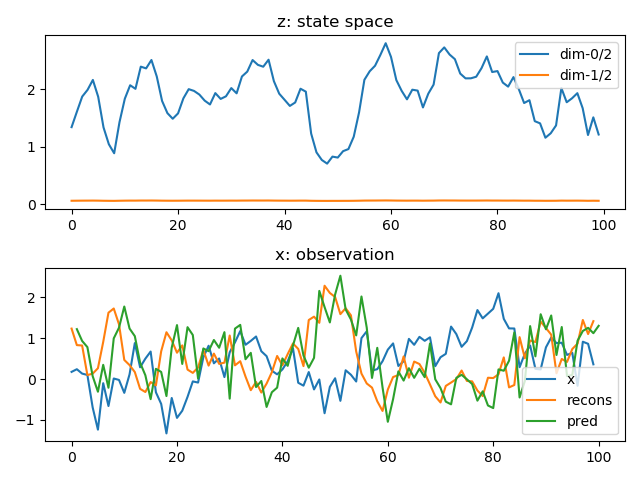 z: state space
2
1
0
dim-0/2
dim-1/2
0 20 40 60 80 100
x: observation
2
1
0
−1
x
recons
pred
0 20 40 60 80 100